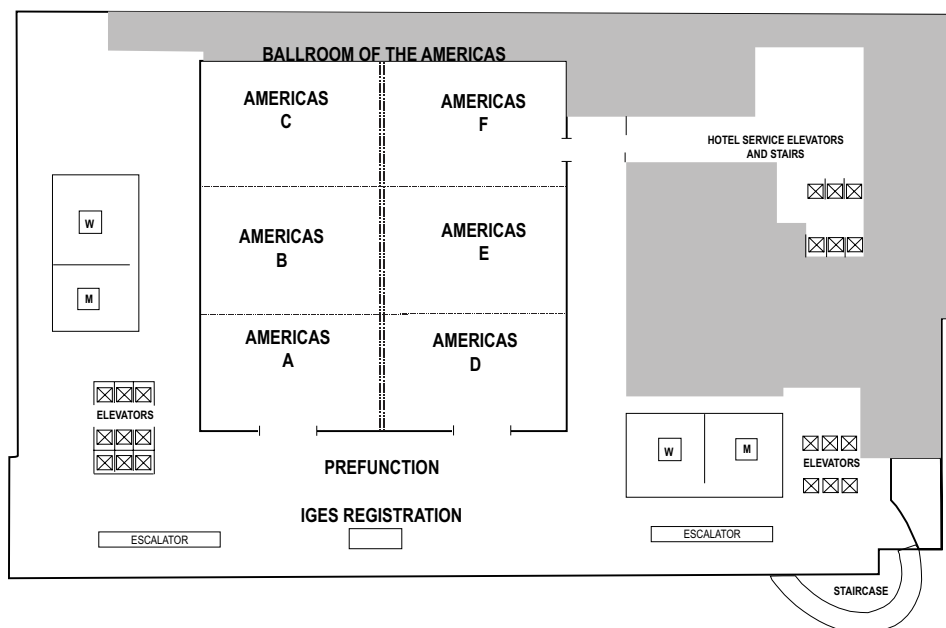 BALLROOM OF THE AMERICAS
AMERICAS
C
AMERICAS
F
HOTEL SERVICE ELEVATORS
AND STAIRS
W
AMERICAS
B
AMERICAS
E
M
AMERICAS
A
AMERICAS
D
ELEVATORS
W
M
ELEVATORS
PREFUNCTION
IGES REGISTRATION
ESCALATOR
ESCALATOR
STAIRCASE